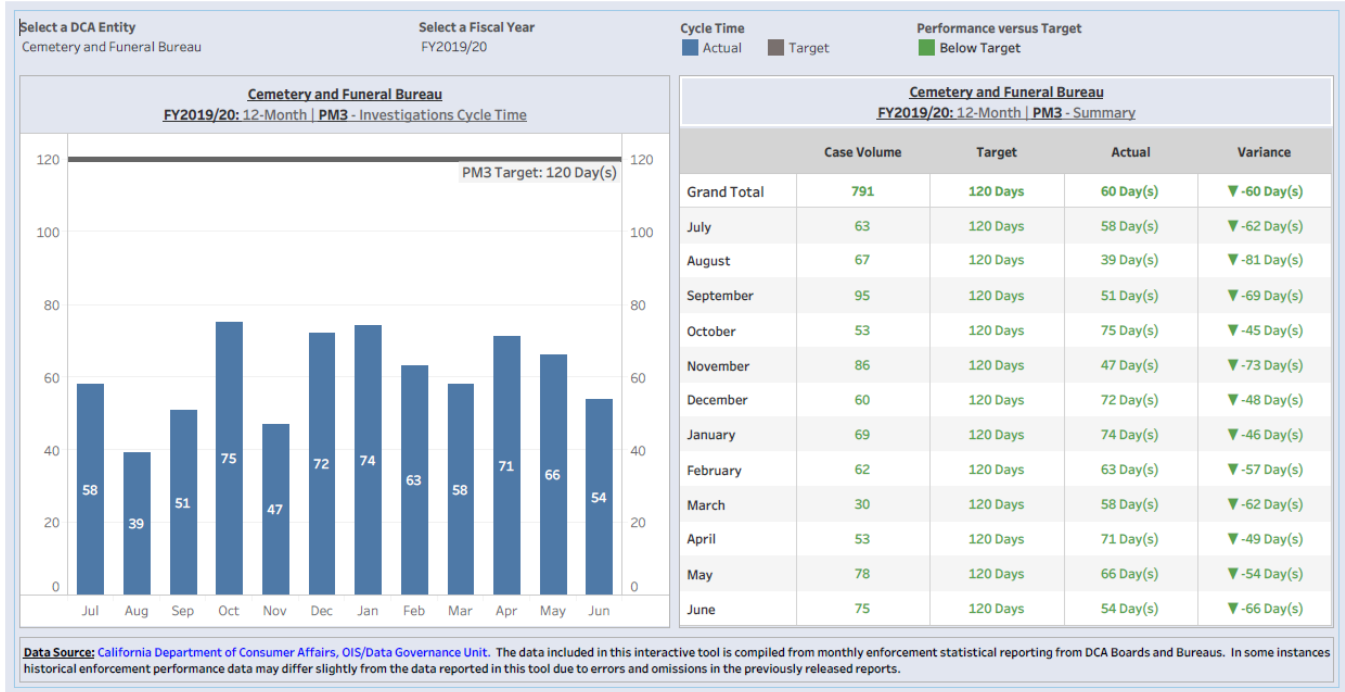 Select a DCA Entity
Cemetery and Funeral Bureau
Select a Fiscal Year
FY2019/20
Cycle Time
Actual Target
Performance versus Target
Below Target
Cemetery and Funeral Bureau
FY2019/20: 12-Month | PM3 - Investigations Cycle Time
120 120
PM3 Target: 120 Day(s)
100 100
80 80
60 60
40 40
20 20
0 0
58 39 51 75 47 72 74 63 58 71 66 54
Jul Aug Sep Oct Nov Dec Jan Feb Mar Apr May Jun
Cemetery and Funeral Bureau
FY2019/20: 12-Month | PM3 - Summary
Case Volume Target Actual Variance
Grand Total 791 120 Days 60 Day(s) ▼ -60 Day(s)
July 63 120 Days 58 Day(s) ▼ -62 Day(s)
August 67 120 Days 39 Day(s) ▼ -81 Day(s)
September 95 120 Days 51 Day(s) ▼ -69 Day(s)
October 53 120 Days 75 Day(s) ▼ -45 Day(s)
November 86 120 Days 47 Day(s) ▼ -73 Day(s)
December 60 120 Days 72 Day(s) ▼ -48 Day(s)
January 69 120 Days 74 Day(s) ▼ -46 Day(s)
February 62 120 Days 63 Day(s) ▼ -57 Day(s)
March 30 120 Days 58 Day(s) ▼ -62 Day(s)
April 53 120 Days 71 Day(s) ▼ -49 Day(s)
May 78 120 Days 66 Day(s) ▼ -54 Day(s)
June 75 120 Days 54 Day(s) ▼ -66 Day(s)
Data Source: California Department of Consumer Affairs, OIS/Data Governance Unit. The data included in this interactive tool is compiled from monthly enforcement statistical reporting from DCA Boards and Bureaus. In some instances
historical enforcement performance data may differ slightly from the data reported in this tool due to errors and omissions in the previously released reports.